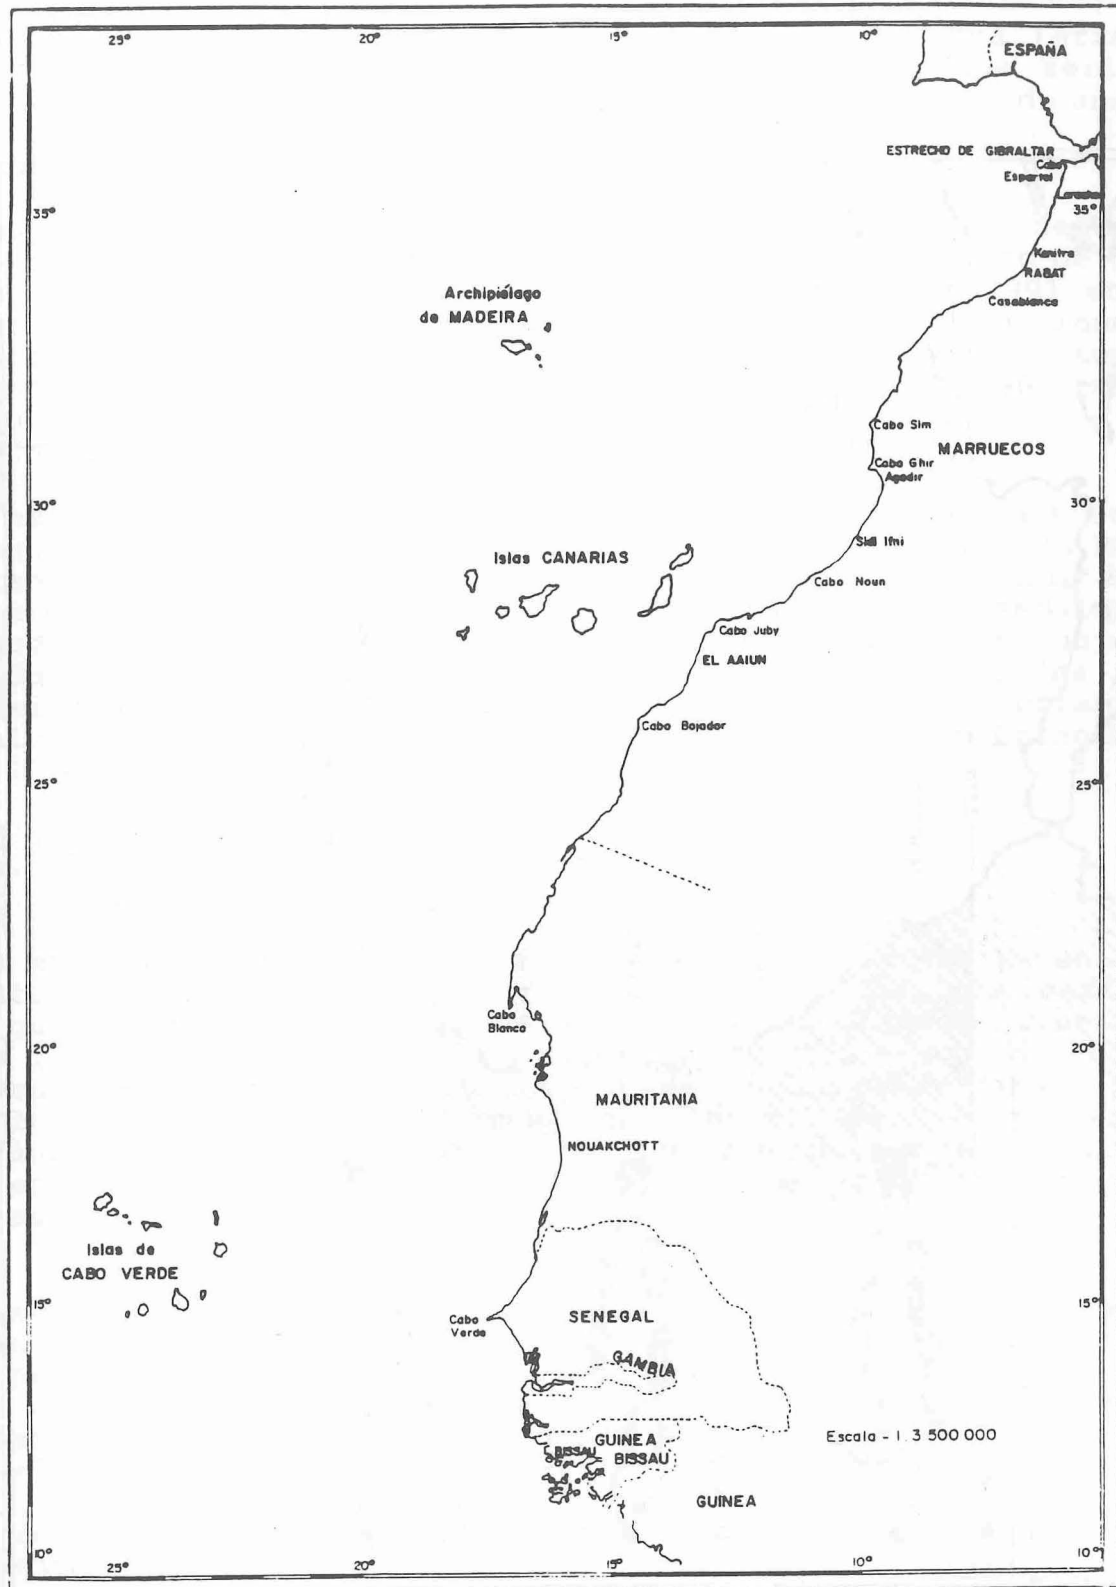 25°
20°
15°
10°
ESPAÑA
ESTRECHO DE GIBRALTAR
Cabo
Espartel
35°
35°
Kenitra
RABAT
Casablanca
Archipiélago
de MADEIRA
Cabo Sim
MARRUECOS
Cabo Ghir
Agadir
30°
30°
Sidi Ifni
Islas CANARIAS
Cabo Noun
Cabo Juby
EL AAIUN
Cabo Bojador
25°
25°
Cabo
Blanco
20°
20°
MAURITANIA
NOUAKCHOTT
Islas de
CABO VERDE
15°
15°
Cabo
Verde
SENEGAL
GAMBIA
GUINEA
BISSAU
BISSAU
Escala - 1. 3 500 000
GUINEA
10°
10°
25°
20°
15°
10°